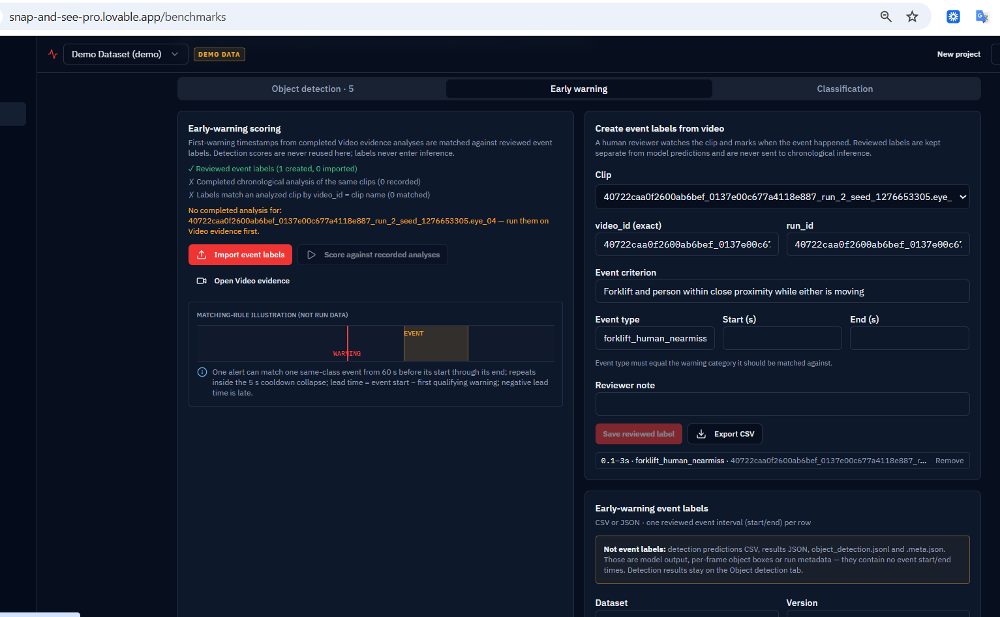 snap-and-see-pro.lovable.app/benchmarks
Demo Dataset (demo)
DEMO DATA
New project
Object detection · 5
Early warning
Classification
Early-warning scoring
First-warning timestamps from completed Video evidence analyses are matched against reviewed event
labels. Detection scores are never reused here; labels never enter inference.
✓ Reviewed event labels (1 created, 0 imported)
✗ Completed chronological analysis of the same clips (0 recorded)
✗ Labels match an analyzed clip by video_id = clip name (0 matched)
No completed analysis for:
40722caa0f2600ab6bef_0137e00c677a4118e887_run_2_seed_1276653305.eye_04 — run them on
Video evidence first.
Import event labels
Score against recorded analyses
Open Video evidence
MATCHING-RULE ILLUSTRATION (NOT RUN DATA)
EVENT
WARNING
One alert can match one same-class event from 60 s before its start through its end; repeats
inside the 5 s cooldown collapse; lead time = event start − first qualifying warning; negative lead
time is late.
Create event labels from video
A human reviewer watches the clip and marks when the event happened. Reviewed labels are kept
separate from model predictions and are never sent to chronological inference.
Clip
40722caa0f2600ab6bef_0137e00c677a4118e887_run_2_seed_1276653305.eye_
video_id (exact)
run_id
40722caa0f2600ab6bef_0137e00c67
40722caa0f2600ab6bef_0137e00c67
Event criterion
Forklift and person within close proximity while either is moving
Event type
Start (s)
End (s)
forklift_human_nearmiss
Event type must equal the warning category it should be matched against.
Reviewer note
Save reviewed label
Export CSV
0.1–3s · forklift_human_nearmiss · 40722caa0f2600ab6bef_0137e00c677a4118e887_r...
Remove
Early-warning event labels
CSV or JSON · one reviewed event interval (start/end) per row
Not event labels: detection predictions CSV, results JSON, object_detection.jsonl and .meta.json.
Those are model output, per-frame object boxes or run metadata — they contain no event start/end
times. Detection results stay on the Object detection tab.
Dataset
Version